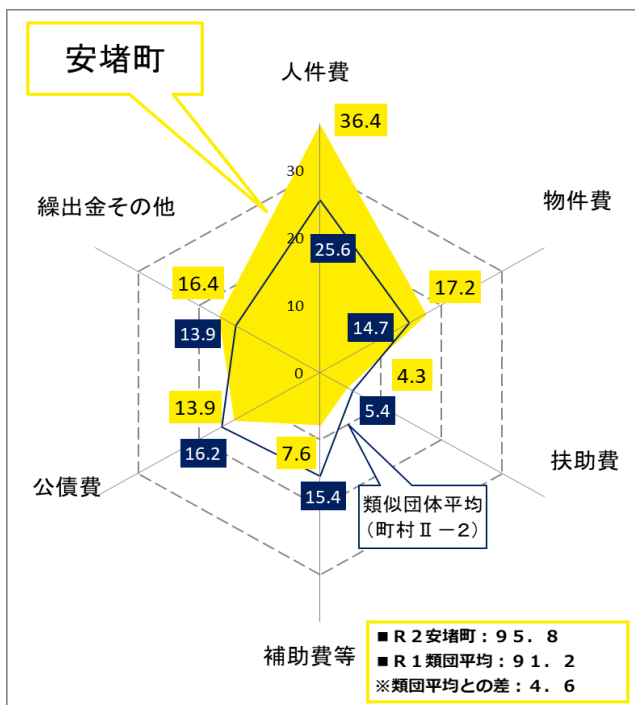 安堵町
人件費
36.4
30
繰出金その他
物件費
20
25.6
16.4
17.2
10
13.9
14.7
0
4.3
13.9
5.4
16.2
7.6
扶助費
公債費
15.4
類似団体平均
(町村Ⅱ－2)
補助費等
■ R２安堵町：９５．８
■ R１類団平均：９１．２
※類団平均との差：４．６